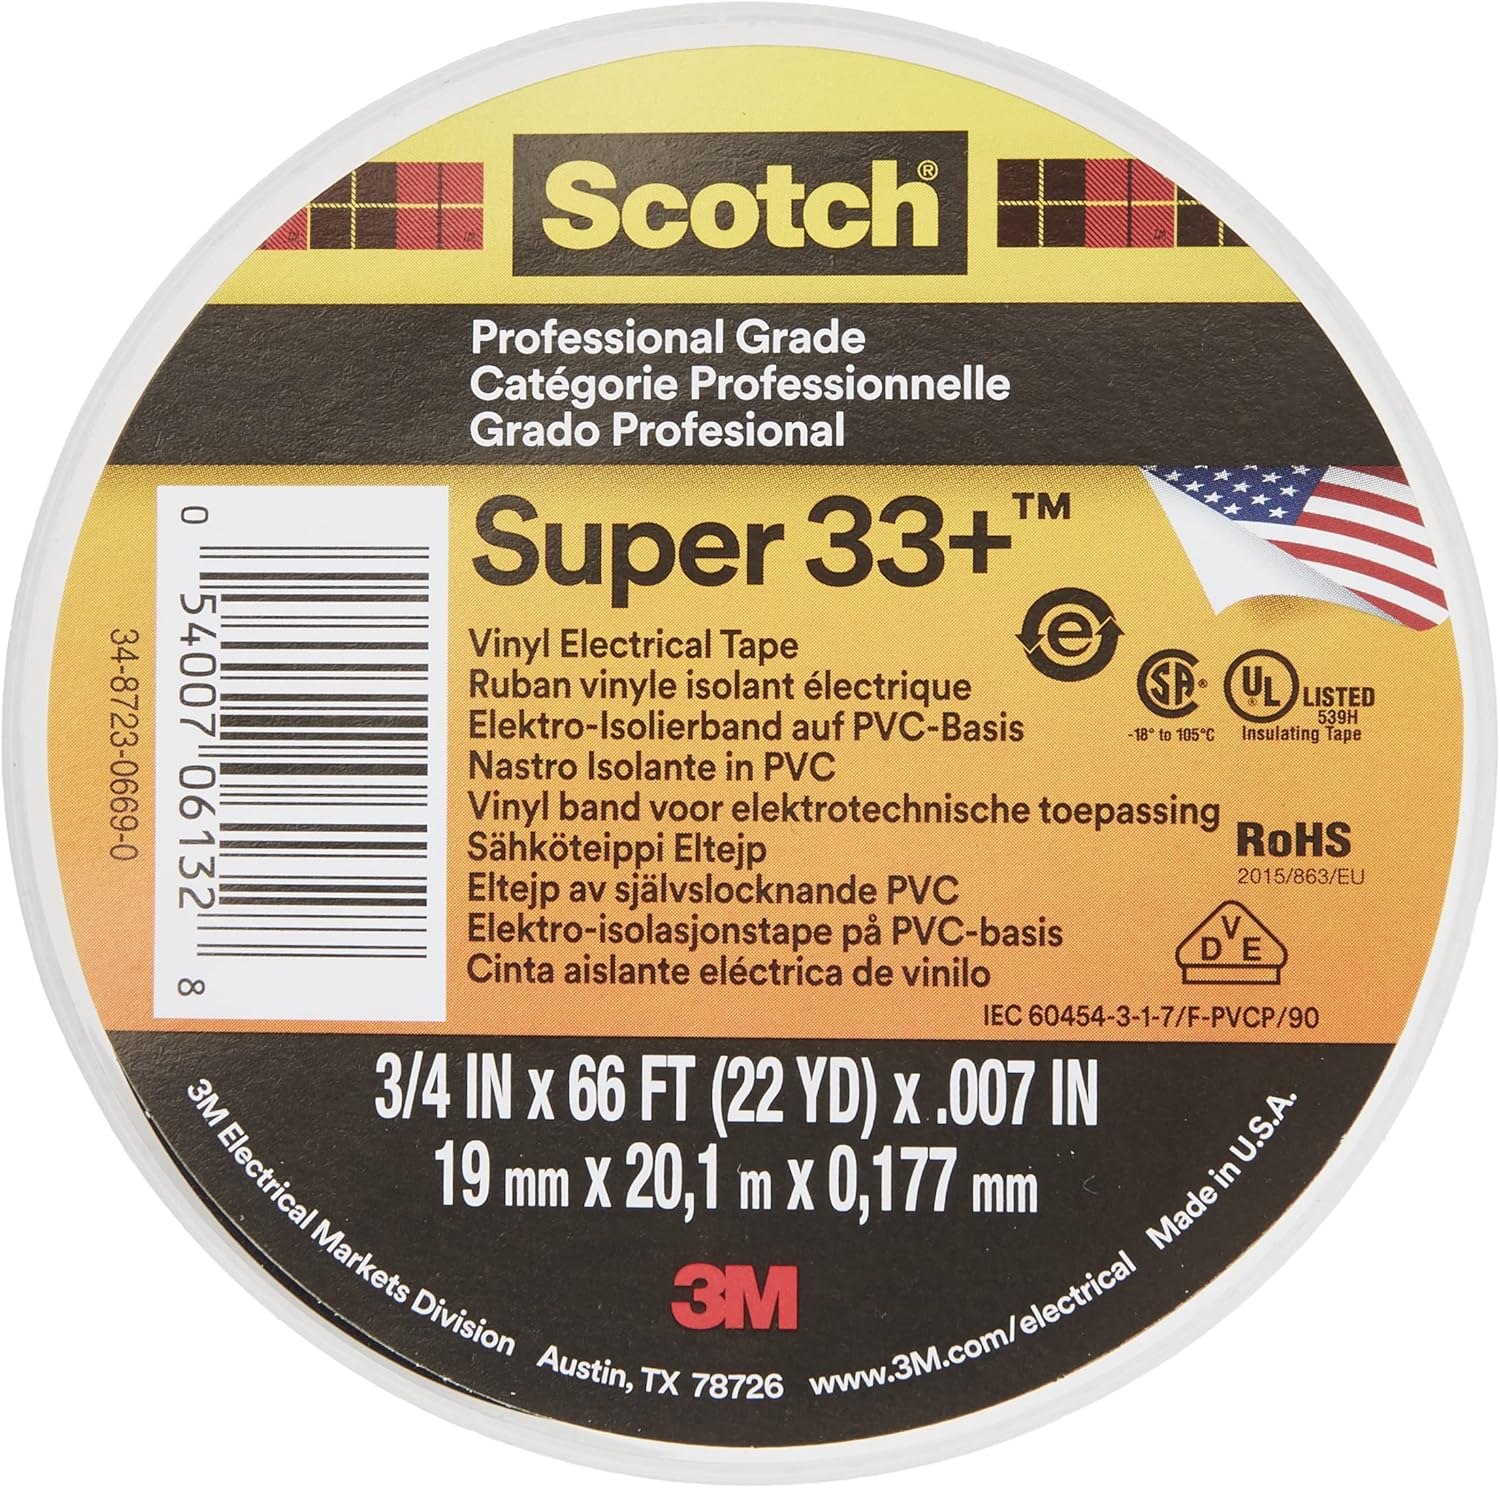 Scotch®
Professional Grade
Catégorie Professionnelle
Grado Profesional
Super 33+™
Vinyl Electrical Tape
Ruban vinyle isolant électrique
Elektro-Isolierband auf PVC-Basis
Nastro Isolante in PVC
Vinyl band voor elektrotechnische toepassing
Sähköteippi Eltejp
Eltejp av självslocknande PVC
Elektro-isolasjonstape på PVC-basis
Cinta aislante eléctrica de vinilo
0 54007 06132 8
34-8723-0669-0
e
SA®
-18° to 105°C
UL® LISTED
539H
Insulating Tape
RoHS
2015/863/EU
VDE
IEC 60454-3-1-7/F-PVCP/90
3/4 IN x 66 FT (22 YD) x .007 IN
19 mm x 20,1 m x 0,177 mm
3M
3M Electrical Markets Division Austin, TX 78726 www.3M.com/electrical Made in U.S.A.